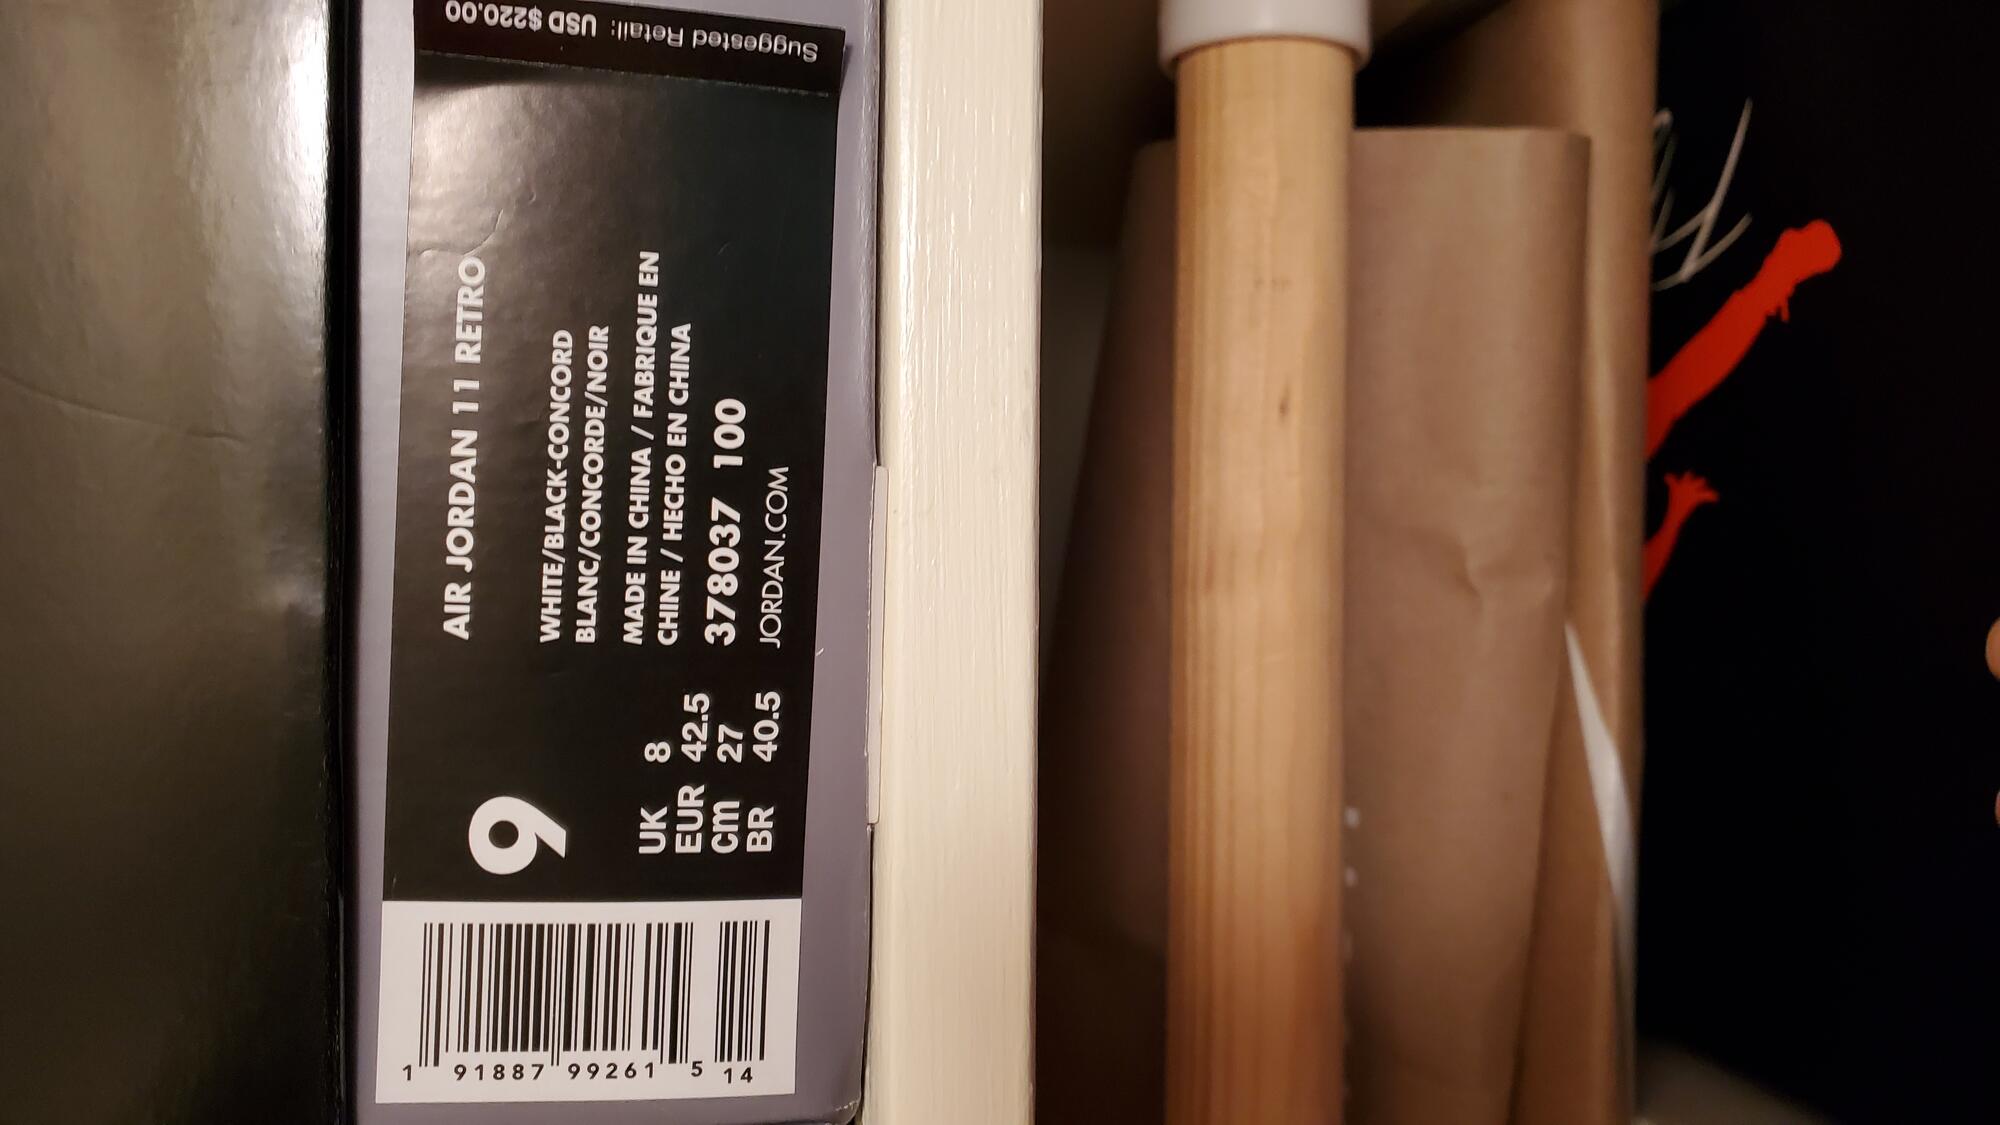 Suggested Retail: USD $220.00
AIR JORDAN 11 RETRO
WHITE/BLACK-CONCORD
BLANC/CONCORDE/NOIR
MADE IN CHINA / FABRIQUE EN
CHINE / HECHO EN CHINA
378037 100
JORDAN.COM
9
UK 8
EUR 42.5
cm 27
BR 40.5
1 91887 99261 5 14